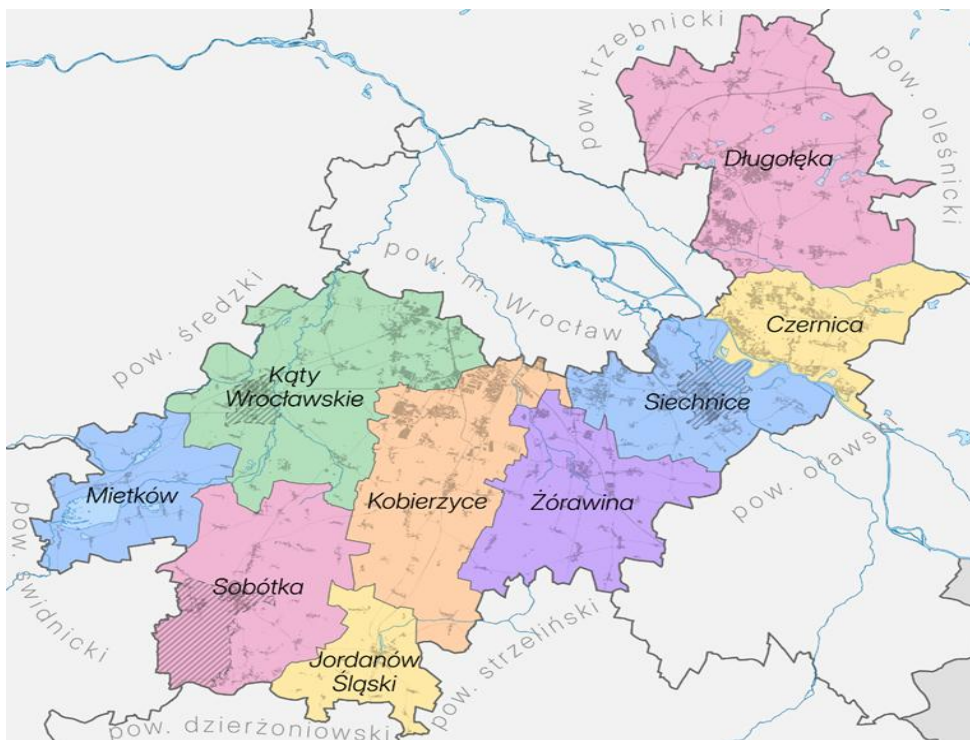 pow. trzebnicki
pow. oleśnicki
Długołęka
pow. m. Wrocław
pow. średzki
Czernica
Kąty
Wrocławskie
Siechnice
pow. oławski
Mietków
Kobierzyce
Żórawina
pow. świdnicki
Sobótka
pow. strzeliński
Jordanów
Śląski
pow. dzierżoniowski